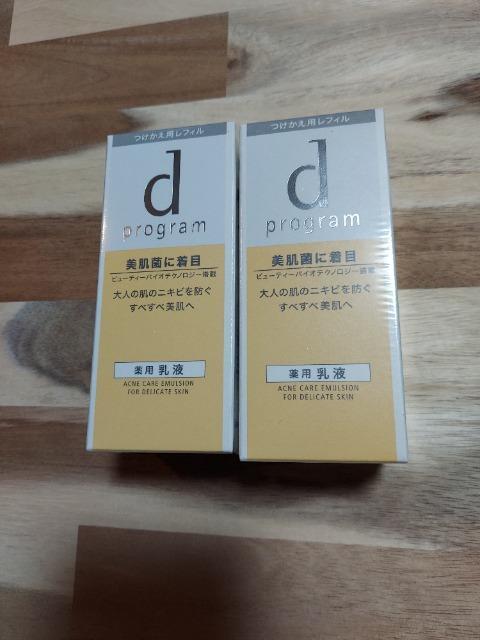 つけかえ用レフィル
d
program
美肌菌に着目
ビューティーバイオテクノロジー搭載
大人の肌のニキビを防ぐ
すべすべ美肌へ
薬用 乳液
ACNE CARE EMULSION
FOR DELICATE SKIN
つけかえ用レフィル
d
program
美肌菌に着目
ビューティーバイオテクノロジー搭載
大人の肌のニキビを防ぐ
すべすべ美肌へ
薬用 乳液
ACNE CARE EMULSION
FOR DELICATE SKIN